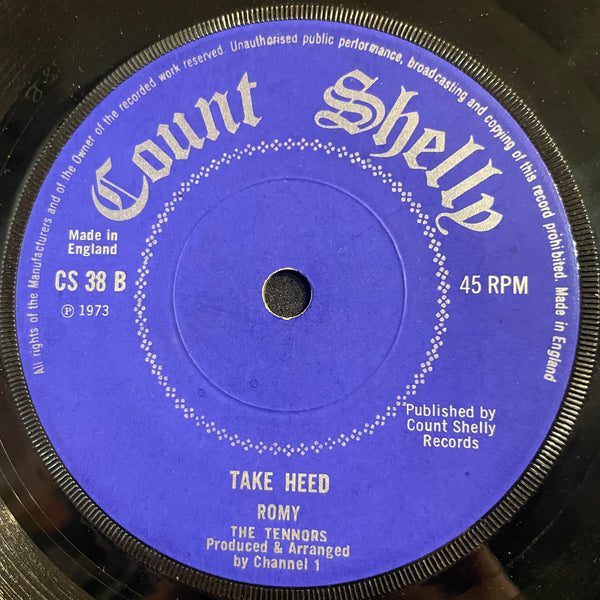 All rights of the Manufacturers and of the Owner of the recorded work reserved. Unauthorised public performance, broadcasting and copying of this record prohibited. Made in England
Count Shelly
Made in
England
CS 38 B
℗ 1973
45 RPM
Published by
Count Shelly
Records
TAKE HEED
ROMY
THE TENNORS
Produced & Arranged
by Channel 1